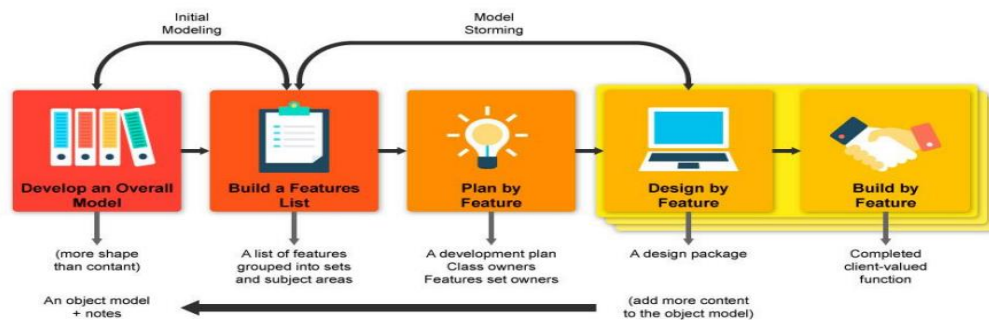 Initial
Modeling
Model
Storming
Develop an Overall
Model
Build a Features
List
Plan by
Feature
Design by
Feature
Build by
Feature
(more shape
than contant)
A list of features
grouped into sets
and subject areas
A development plan
Class owners
Features set owners
A design package
Completed
client-valued
function
An object model
+ notes
(add more content
to the object model)